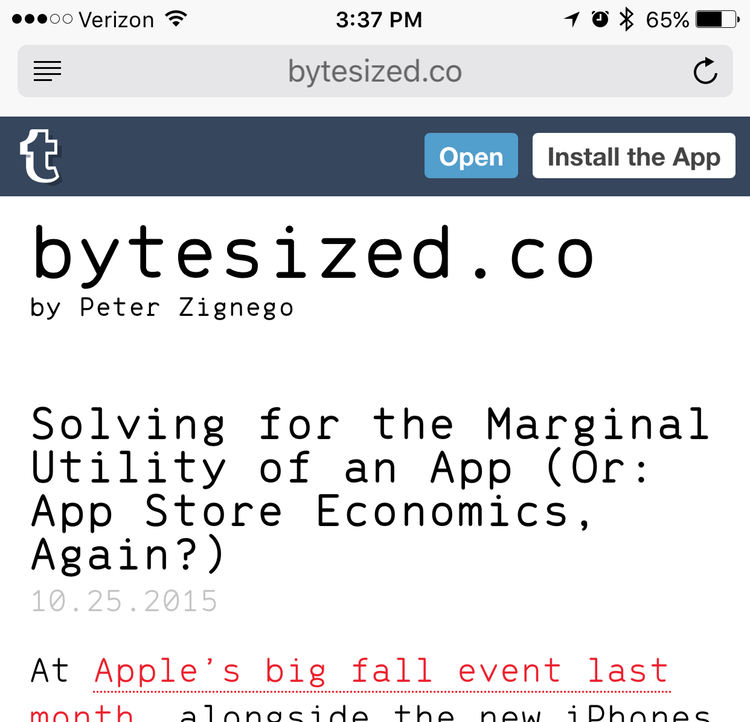 Verizon 3:37 PM 65%
bytesized.co
t Open Install the App
bytesized.co
by Peter Zignego
Solving for the Marginal
Utility of an App (Or:
App Store Economics,
Again?)
10.25.2015
At Apple’s big fall event last
month, alongside the new iPhones